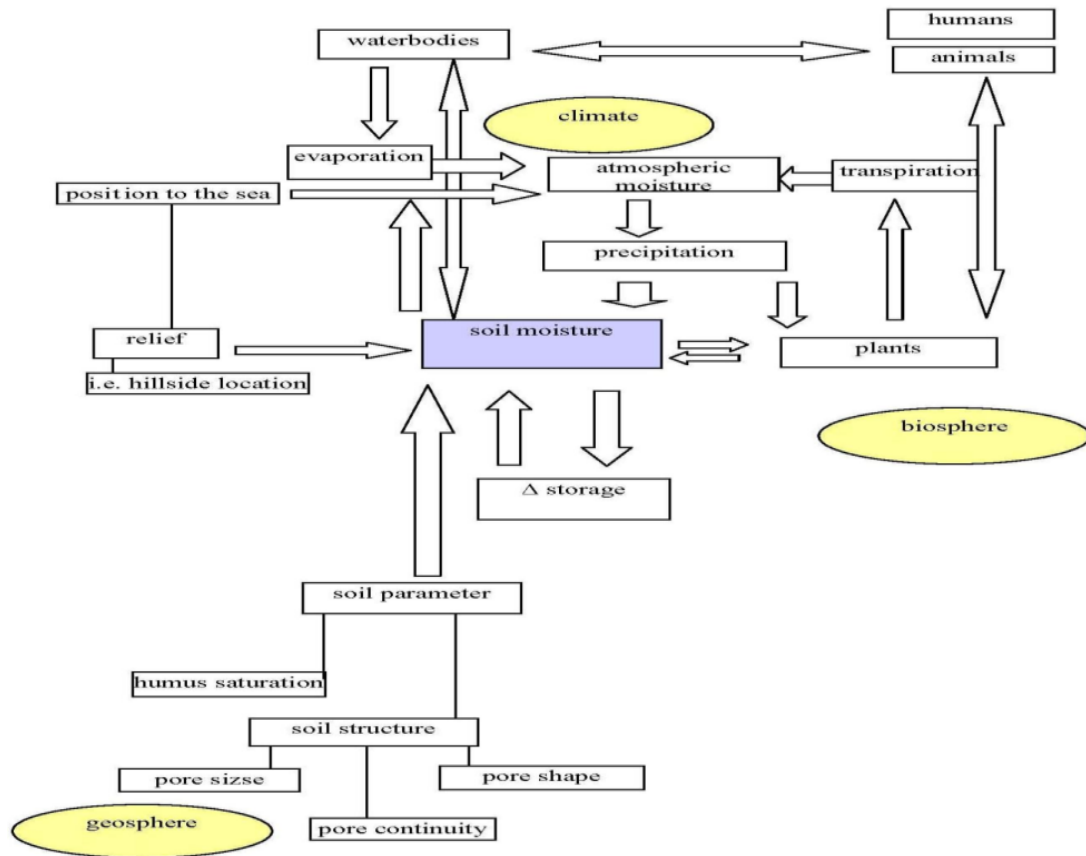 humans
waterbodies
animals
climate
evaporation
atmospheric
moisture
transpiration
position to the sea
precipitation
soil moisture
relief
plants
i.e. hillside location
biosphere
Δ storage
soil parameter
humus saturation
soil structure
pore sizse
pore shape
geosphere
pore continuity